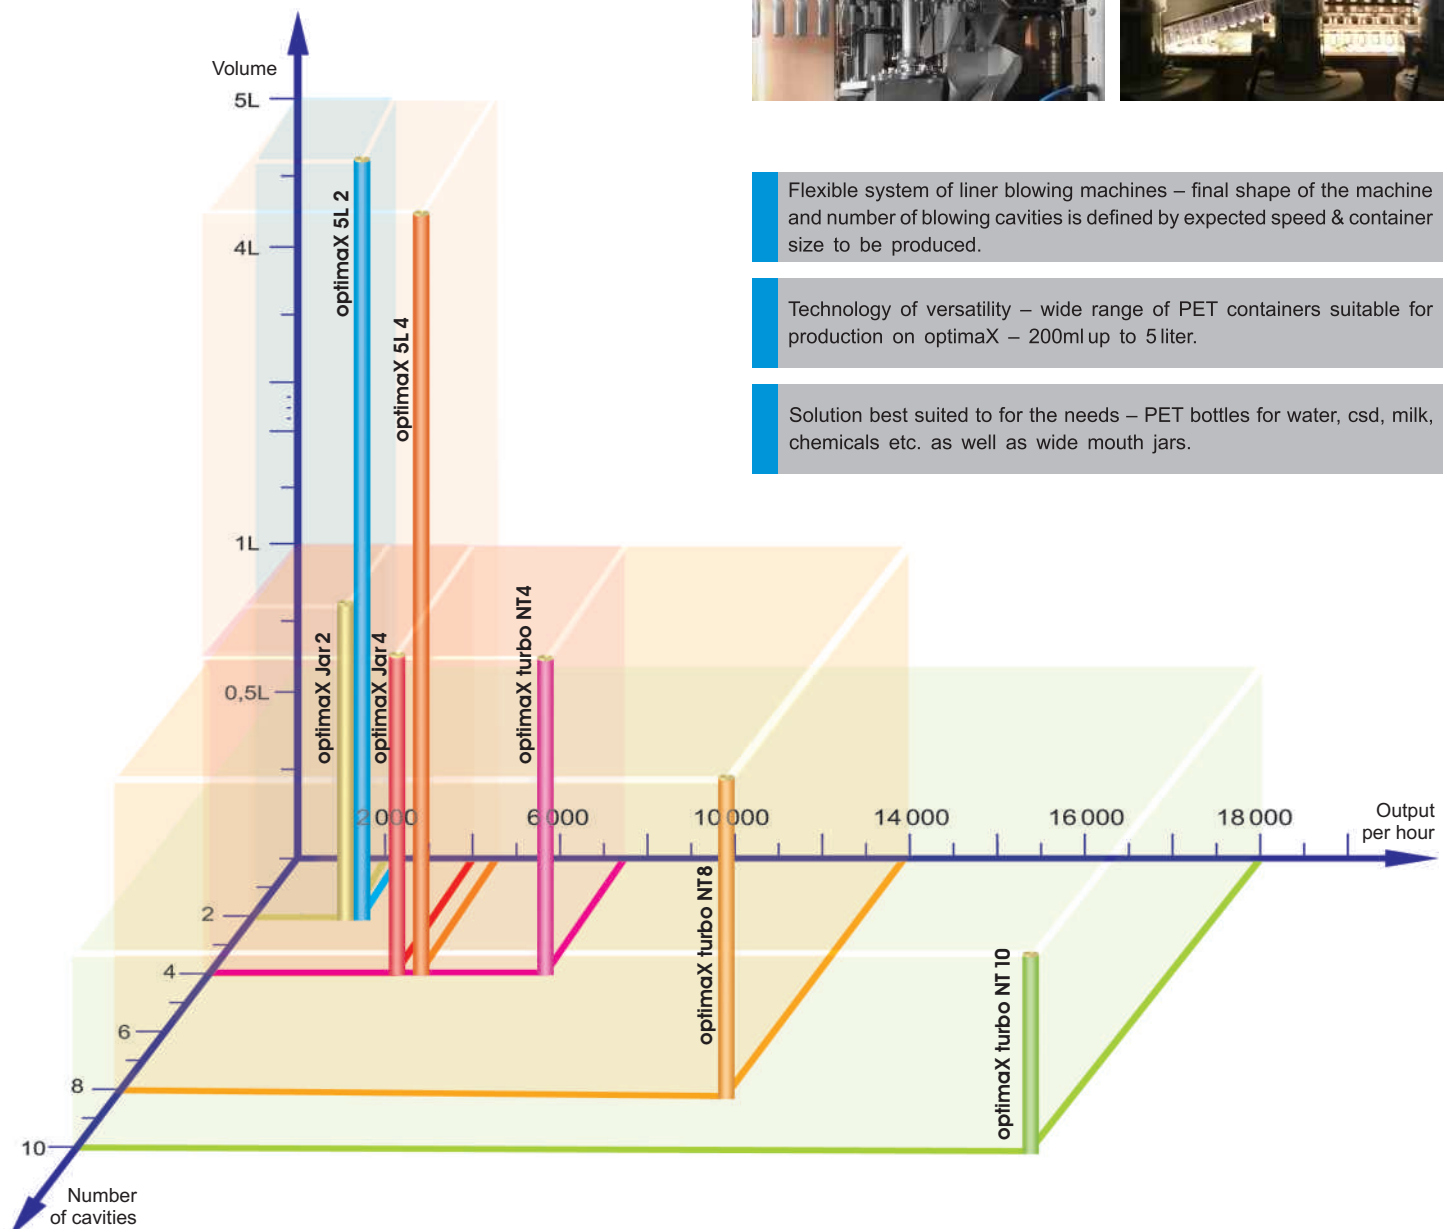 Volume
5L
4L
1L
0,5L
optimaX 5L 2
optimaX 5L 4
optimaX Jar 2
optimaX Jar 4
optimaX turbo NT4
optimaX turbo NT8
optimaX turbo NT 10
Flexible system of liner blowing machines – final shape of the machine
and number of blowing cavities is defined by expected speed & container
size to be produced.
Technology of versatility – wide range of PET containers suitable for
production on optimaX – 200ml up to 5 liter.
Solution best suited to for the needs – PET bottles for water, csd, milk,
chemicals etc. as well as wide mouth jars.
2 000
6 000
10 000
14 000
16 000
18 000
Output
per hour
2
4
6
8
10
Number
of cavities